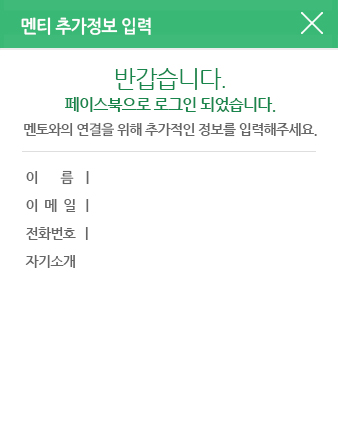 멘티 추가정보 입력
반갑습니다.
페이스북으로 로그인 되었습니다.
멘토와의 연결을 위해 추가적인 정보를 입력해주세요.
이 름 |
이 메 일 |
전화번호 |
자기소개